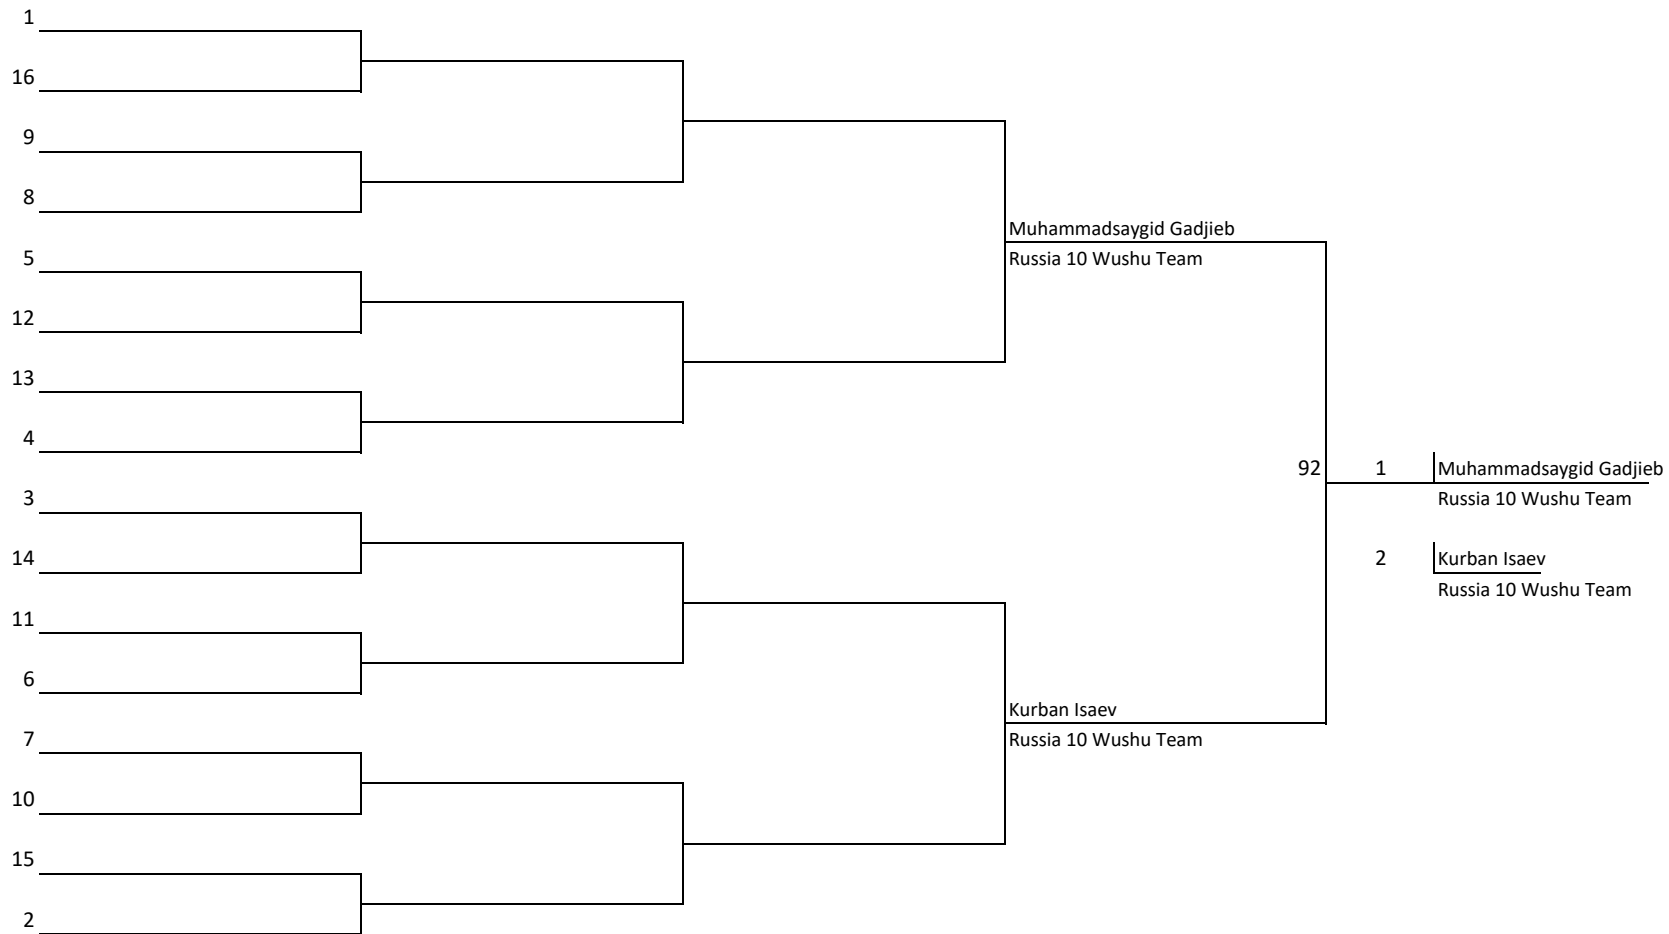 1
16
9
8
Muhammadsaygid Gadjieb
Russia 10 Wushu Team
5
12
13
4
92 1 Muhammadsaygid Gadjieb
Russia 10 Wushu Team
3
14
2 Kurban Isaev
Russia 10 Wushu Team
11
6
Kurban Isaev
Russia 10 Wushu Team
7
10
15
2